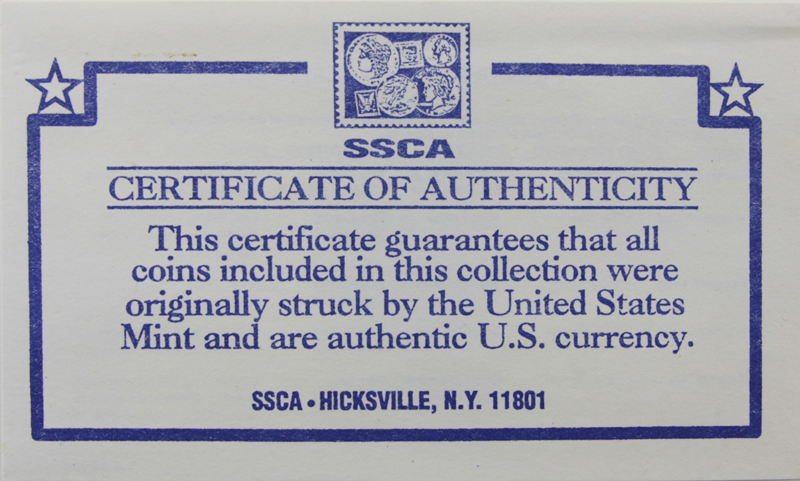 SSCA
CERTIFICATE OF AUTHENTICITY
This certificate guarantees that all
coins included in this collection were
originally struck by the United States
Mint and are authentic U.S. currency.
SSCA • HICKSVILLE, N.Y. 11801